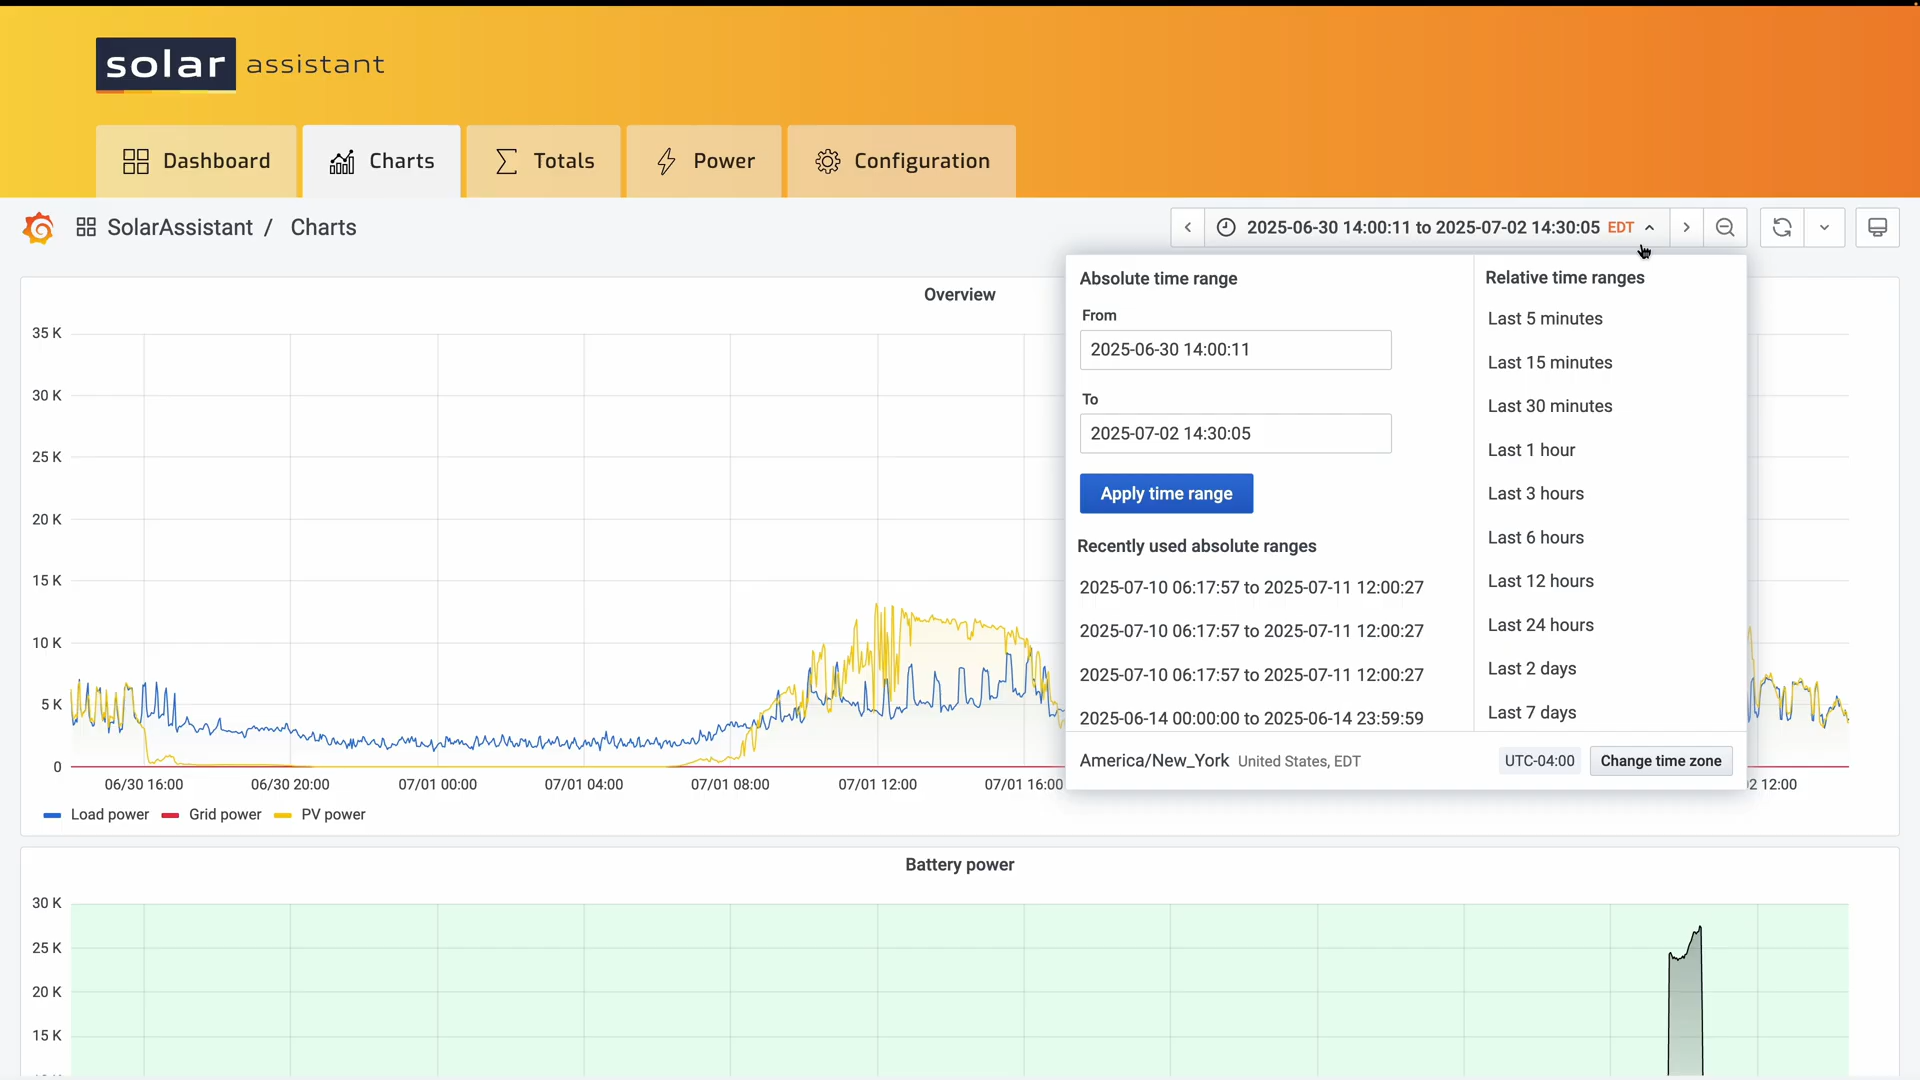 solar assistant
Dashboard
Charts
Totals
Power
Configuration
SolarAssistant / Charts
2025-06-30 14:00:11 to 2025-07-02 14:30:05 EDT
Absolute time range
From
2025-06-30 14:00:11
To
2025-07-02 14:30:05
Apply time range
Recently used absolute ranges
2025-07-10 06:17:57 to 2025-07-11 12:00:27
2025-07-10 06:17:57 to 2025-07-11 12:00:27
2025-07-10 06:17:57 to 2025-07-11 12:00:27
2025-06-14 00:00:00 to 2025-06-14 23:59:59
Relative time ranges
Last 5 minutes
Last 15 minutes
Last 30 minutes
Last 1 hour
Last 3 hours
Last 6 hours
Last 12 hours
Last 24 hours
Last 2 days
Last 7 days
America/New_York United States, EDT
UTC-04:00
Change time zone
Overview
35 K
30 K
25 K
20 K
15 K
10 K
5 K
0
06/30 16:00
06/30 20:00
07/01 00:00
07/01 04:00
07/01 08:00
07/01 12:00
07/01 16:00
2 12:00
Load power
Grid power
PV power
Battery power
30 K
25 K
20 K
15 K